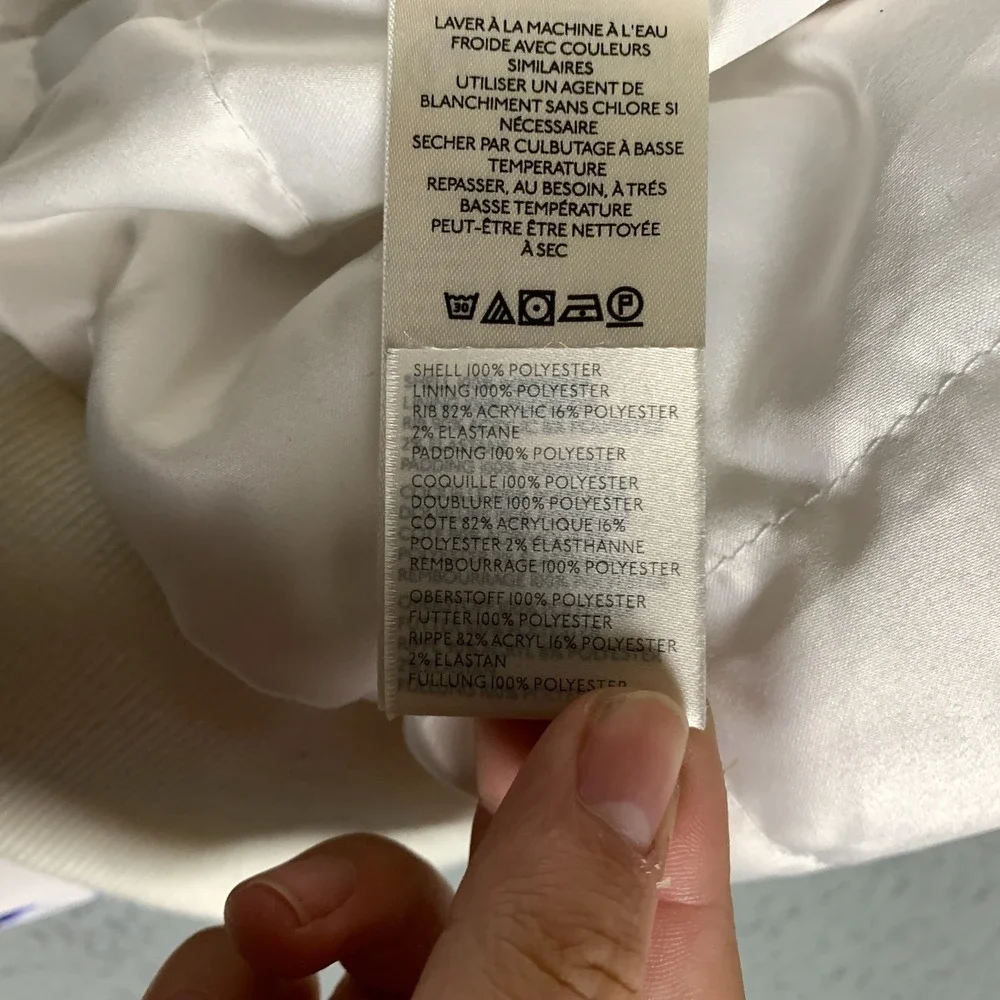 LAVER À LA MACHINE À L'EAU
FROIDE AVEC COULEURS
SIMILAIRES
UTILISER UN AGENT DE
BLANCHIMENT SANS CHLORE SI
NÉCESSAIRE
SECHER PAR CULBUTAGE À BASSE
TEMPERATURE
REPASSER, AU BESOIN, À TRÉS
BASSE TEMPÉRATURE
PEUT-ÊTRE ÊTRE NETTOYÉE
À SEC
30 P
SHELL 100% POLYESTER
LINING 100% POLYESTER
RIB 82% ACRYLIC 16% POLYESTER
2% ELASTANE
PADDING 100% POLYESTER
COQUILLE 100% POLYESTER
DOUBLURE 100% POLYESTER
CÔTE 82% ACRYLIQUE 16%
POLYESTER 2% ÉLASTHANNE
REMBOURRAGE 100% POLYESTER
OBERSTOFF 100% POLYESTER
FUTTER 100% POLYESTER
RIPPE 82% ACRYL 16% POLYESTER
2% ELASTAN
FÜLLUNG 100% POLYESTER